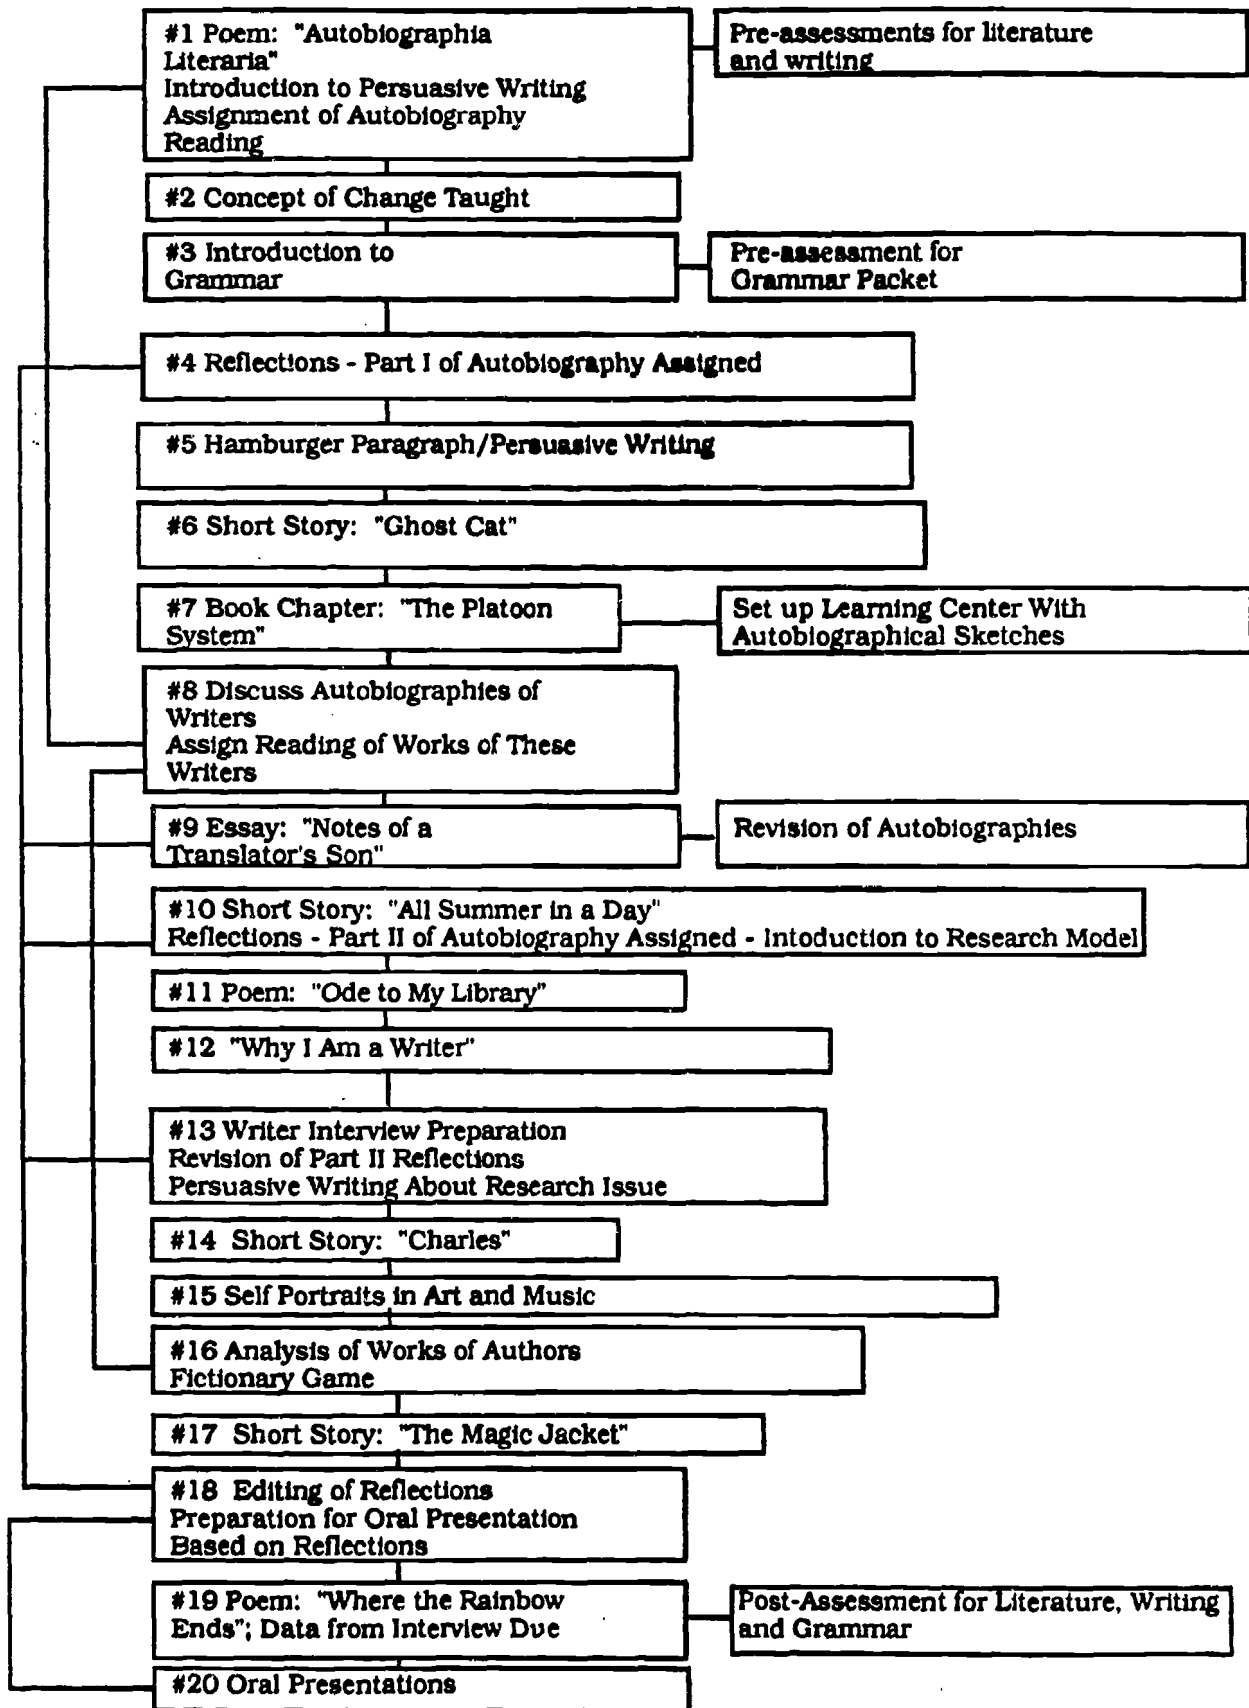 #1 Poem: "Autobiographia
Literaria"
Introduction to Persuasive Writing
Assignment of Autobiography
Reading
Pre-assessments for literature
and writing
#2 Concept of Change Taught
#3 Introduction to
Grammar
Pre-assessment for
Grammar Packet
#4 Reflections - Part I of Autobiography Assigned
#5 Hamburger Paragraph/Persuasive Writing
#6 Short Story: "Ghost Cat"
#7 Book Chapter: "The Platoon
System"
Set up Learning Center With
Autobiographical Sketches
#8 Discuss Autobiographies of
Writers
Assign Reading of Works of These
Writers
#9 Essay: "Notes of a
Translator's Son"
Revision of Autobiographies
#10 Short Story: "All Summer in a Day"
Reflections - Part II of Autobiography Assigned - Intoduction to Research Model
#11 Poem: "Ode to My Library"
#12 "Why I Am a Writer"
#13 Writer Interview Preparation
Revision of Part II Reflections
Persuasive Writing About Research Issue
#14 Short Story: "Charles"
#15 Self Portraits in Art and Music
#16 Analysis of Works of Authors
Fictionary Game
#17 Short Story: "The Magic Jacket"
#18 Editing of Reflections
Preparation for Oral Presentation
Based on Reflections
#19 Poem: "Where the Rainbow
Ends"; Data from Interview Due
Post-Assessment for Literature, Writing
and Grammar
#20 Oral Presentations